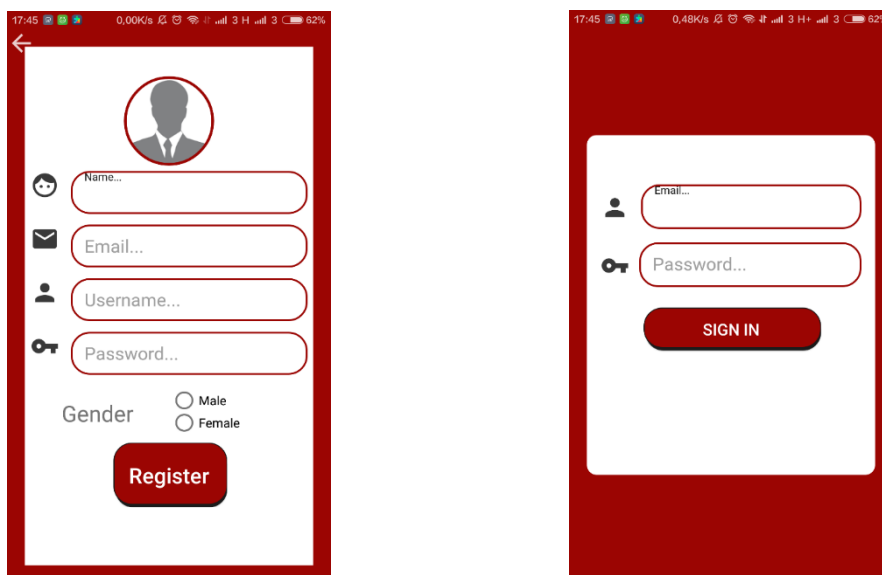 17:45 0,00K/s 3 H 3 62%
Name...
Email...
Username...
Password...
Gender
Male
Female
Register
17:45 0,48K/s 3 H+ 3 62%
Email...
Password...
SIGN IN